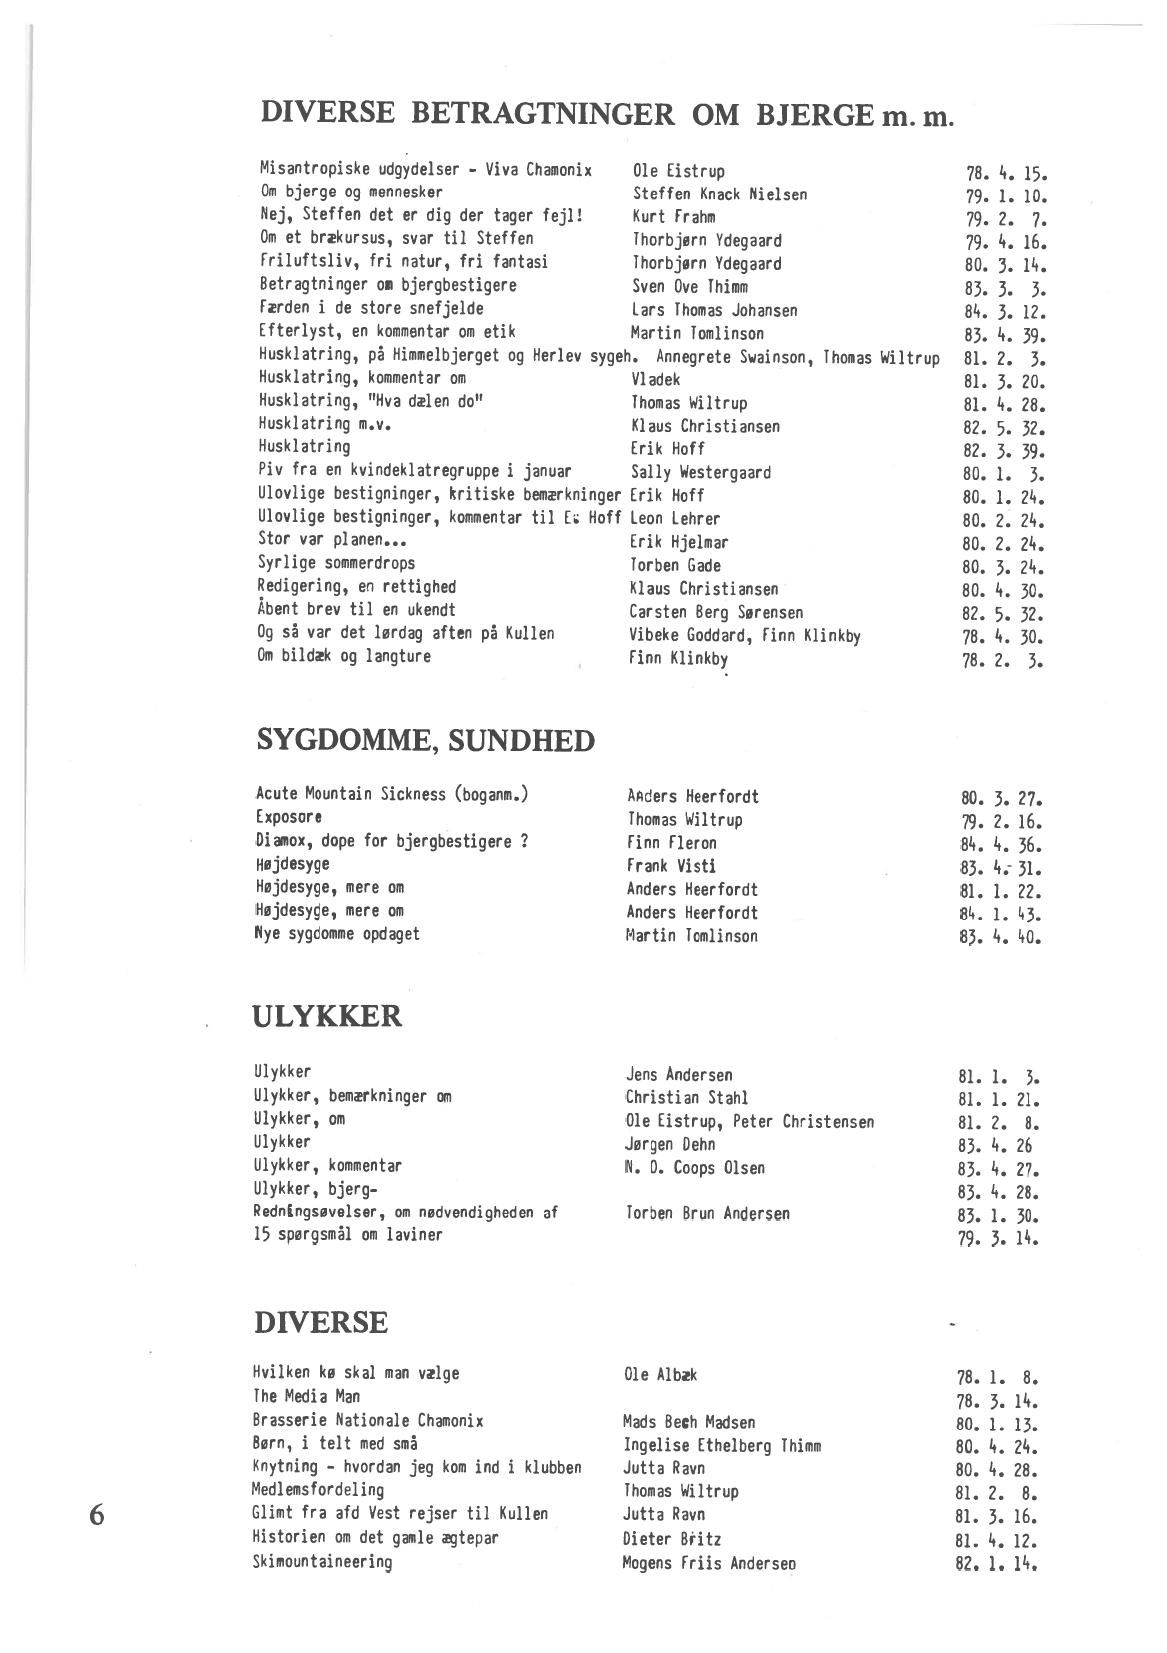 DIVERSE BETRAGTNINGER OM BJERGE m. m.
Misantropiske udgydelser - Viva Chamonix Ole Eistrup 78. 4. 15.
Om bjerge og mennesker Steffen Knack Nielsen 79. 1. 10.
Nej, Steffen det er dig der tager fejl! Kurt Frahm 79. 2. 7.
Om et brækursus, svar til Steffen Thorbjørn Ydegaard 79. 4. 16.
Friluftsliv, fri natur, fri fantasi Thorbjørn Ydegaard 80. 3. 14.
Betragtninger om bjergbestigere Sven Ove Thimm 83. 3. 3.
Færden i de store snefjelde Lars Thomas Johansen 84. 3. 12.
Efterlyst, en kommentar om etik Martin Tomlinson 83. 4. 39.
Husklatring, på Himmelbjerget og Herlev sygeh. Annegrete Swainson, Thomas Wiltrup 81. 2. 3.
Husklatring, kommentar om Vladek 81. 3. 20.
Husklatring, "Hva dælen do" Thomas Wiltrup 81. 4. 28.
Husklatring m.v. Klaus Christiansen 82. 5. 32.
Husklatring Erik Hoff 82. 3. 39.
Piv fra en kvindeklatregruppe i januar Sally Westergaard 80. 1. 3.
Ulovlige bestigninger, kritiske bemærkninger Erik Hoff 80. 1. 24.
Ulovlige bestigninger, kommentar til E. Hoff Leon Lehrer 80. 2. 24.
Stor var planen... Erik Hjelmar 80. 2. 24.
Syrlige sommerdrops Torben Gade 80. 3. 24.
Redigering, en rettighed Klaus Christiansen 80. 4. 30.
Åbent brev til en ukendt Carsten Berg Sørensen 82. 5. 32.
Og så var det lørdag aften på Kullen Vibeke Goddard, Finn Klinkby 78. 4. 30.
Om bildæk og langture Finn Klinkby 78. 2. 3.
SYGDOMME, SUNDHED
Acute Mountain Sickness (boganm.) Anders Heerfordt 80. 3. 27.
Exposore Thomas Wiltrup 79. 2. 16.
Diamox, dope for bjergbestigere ? Finn Fleron 84. 4. 36.
Højdesyge Frank Visti 83. 4. 31.
Højdesyge, mere om Anders Heerfordt 81. 1. 22.
Højdesyge, mere om Anders Heerfordt 84. 1. 43.
Nye sygdomme opdaget Martin Tomlinson 83. 4. 40.
ULYKKER
Ulykker Jens Andersen 81. 1. 3.
Ulykker, bemærkninger om Christian Stahl 81. 1. 21.
Ulykker, om Ole Eistrup, Peter Christensen 81. 2. 8.
Ulykker Jørgen Dehn 83. 4. 26
Ulykker, kommentar N. O. Coops Olsen 83. 4. 27.
Ulykker, bjerg- 83. 4. 28.
Redningsøvelser, om nødvendigheden af Torben Brun Andersen 83. 1. 30.
15 spørgsmål om laviner 79. 3. 14.
DIVERSE
Hvilken kø skal man vælge Ole Albæk 78. 1. 8.
The Media Man 78. 3. 14.
Brasserie Nationale Chamonix Mads Bech Madsen 80. 1. 13.
Børn, i telt med små Ingelise Ethelberg Thimm 80. 4. 24.
Knytning - hvordan jeg kom ind i klubben Jutta Ravn 80. 4. 28.
Medlemsfordeling Thomas Wiltrup 81. 2. 8.
Glimt fra afd Vest rejser til Kullen Jutta Ravn 81. 3. 16.
Historien om det gamle ægtepar Dieter Britz 81. 4. 12.
Skimountaineering Mogens Friis Andersen 82. 1. 14.
6